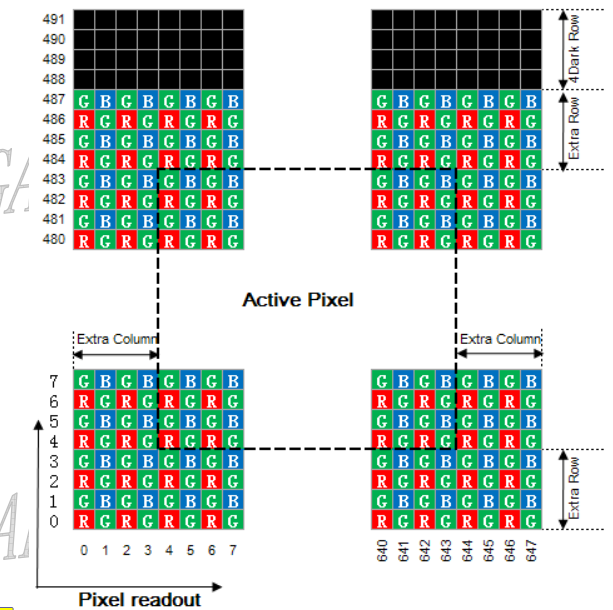 491
490
489
488
4Dark Row
487 G B G B G B G B G B G B G B G B
486 R G R G R G R G R G R G R G R G
485 G B G B G B G B G B G B G B G B
484 R G R G R G R G R G R G R G R G
Extra Row
483 G B G B G B G B G B G B G B G B
482 R G R G R G R G R G R G R G R G
481 G B G B G B G B G B G B G B G B
480 R G R G R G R G R G R G R G R G
Active Pixel
Extra Column Extra Column
7 G B G B G B G B G B G B G B G B
6 R G R G R G R G R G R G R G R G
5 G B G B G B G B G B G B G B G B
4 R G R G R G R G R G R G R G R G
3 G B G B G B G B G B G B G B G B
2 R G R G R G R G R G R G R G R G
1 G B G B G B G B G B G B G B G B
0 R G R G R G R G R G R G R G R G
Extra Row
0 1 2 3 4 5 6 7 640 641 642 643 644 645 646 647
Pixel readout